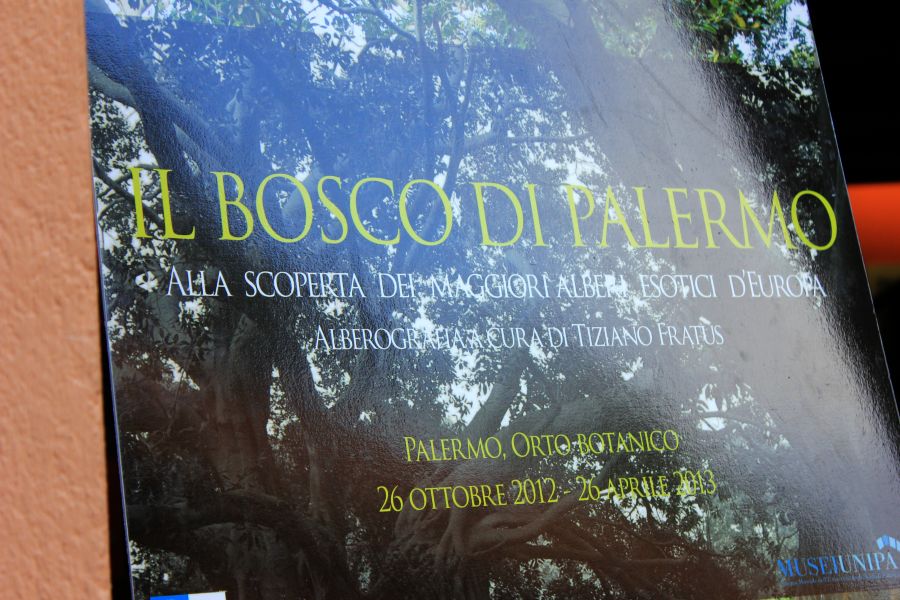 IL BOSCO DI PALERMO
ALLA SCOPERTA DEI MAGGIORI ALBERI ESOTICI D'EUROPA
ALBEROGRAFIA A CURA DI TIZIANO FRATUS
PALERMO, ORTO BOTANICO
26 OTTOBRE 2012 - 26 APRILE 2013
MUSEIUNIPA